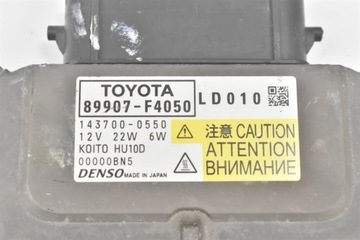 TOYOTA
89907-F4050 LD010
143700-0550
12V 22W 6W
KOITO HU10D
00000BN5
DENSO MADE IN JAPAN
注意 CAUTION
ATTENTION
ВНИМАНИЕ